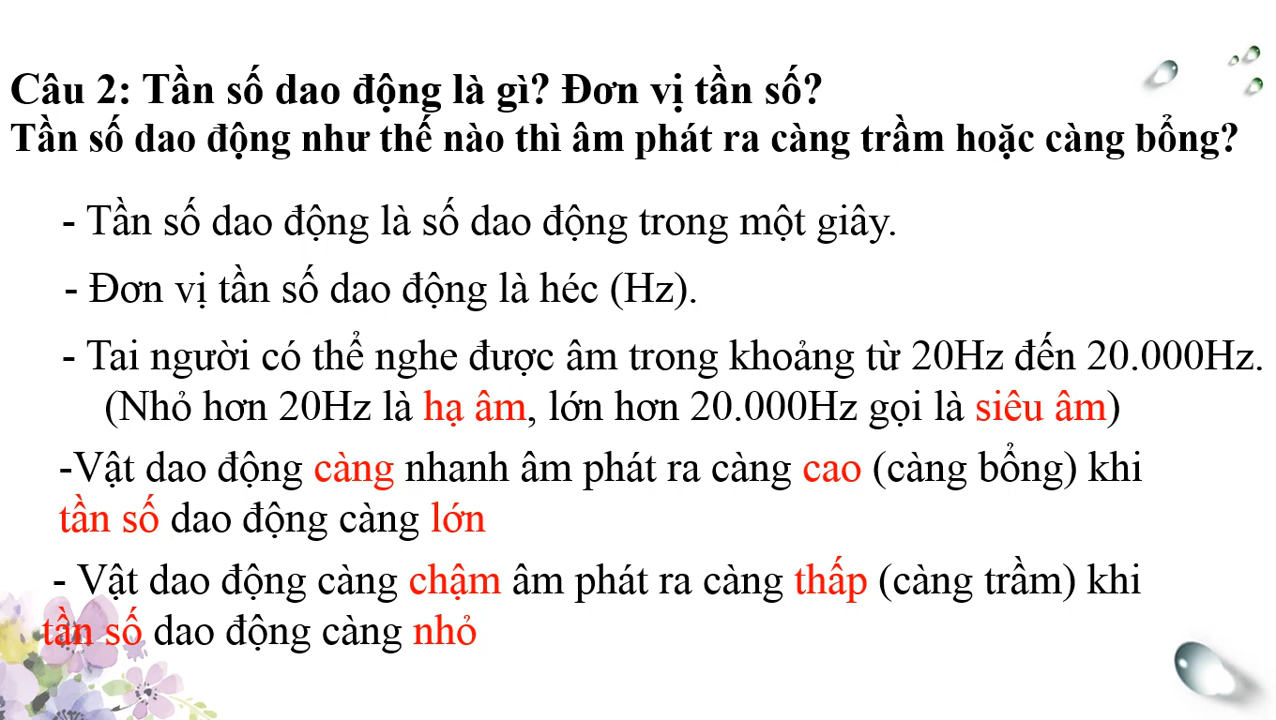 Câu 2: Tần số dao động là gì? Đơn vị tần số?
Tần số dao động như thế nào thì âm phát ra càng trầm hoặc càng bổng?
- Tần số dao động là số dao động trong một giây.
- Đơn vị tần số dao động là héc (Hz).
- Tai người có thể nghe được âm trong khoảng từ 20Hz đến 20.000Hz.
(Nhỏ hơn 20Hz là hạ âm, lớn hơn 20.000Hz gọi là siêu âm)
-Vật dao động càng nhanh âm phát ra càng cao (càng bổng) khi
tần số dao động càng lớn
- Vật dao động càng chậm âm phát ra càng thấp (càng trầm) khi
tần số dao động càng nhỏ